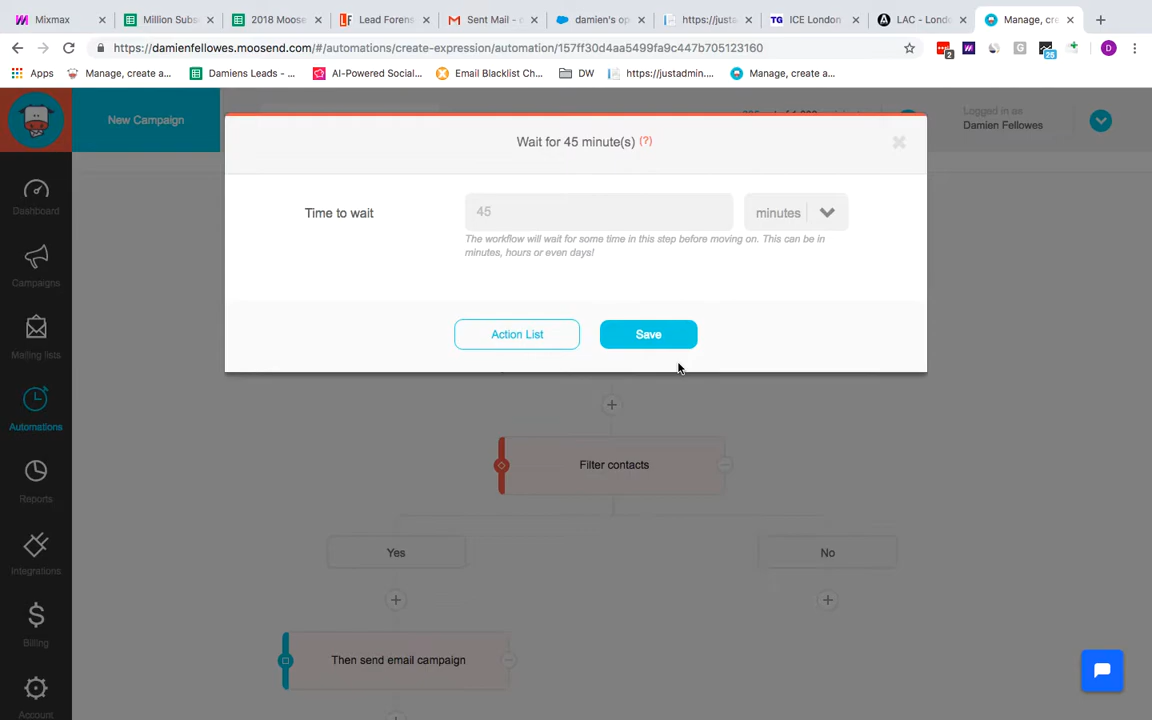 Mixmax
Million Subs
2018 Moose
Lead Foren
Sent Mail - d
damien's op
https://justa
ICE London
LAC - Lond
Manage, cre
https://damienfellowes.moosend.com/#/automations/create-expression/automation/157ff30d4aa5499fa9c447b705123160
2
25
D
Apps
Manage, create a...
Damiens Leads - ...
AI-Powered Social...
Email Blacklist Ch...
DW
https://justadmin....
Manage, create a...
New Campaign
Logged in as
Damien Fellowes
Wait for 45 minute(s) (?)
Time to wait
45
minutes
The workflow will wait for some time in this step before moving on. This can be in
minutes, hours or even days!
Action List
Save
Dashboard
Campaigns
Mailing lists
Automations
Reports
Integrations
Billing
Account
Filter contacts
Yes
No
Then send email campaign